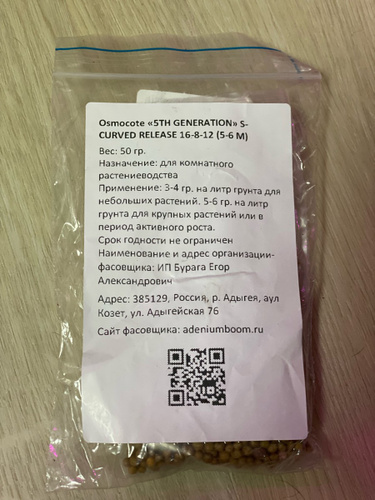 Osmocote «5TH GENERATION» S-
CURVED RELEASE 16-8-12 (5-6 M)
Вес: 50 гр.
Назначение: для комнатного
растениеводства
Применение: 3-4 гр. на литр грунта для
небольших растений. 5-6 гр. на литр
грунта для крупных растений или в
период активного роста.
Срок годности не ограничен
Наименование и адрес организации-
фасовщика: ИП Бурага Егор
Александрович
Адрес: 385129, Россия, р. Адыгея, аул
Козет, ул. Адыгейская 76
Сайт фасовщика: adeniumboom.ru